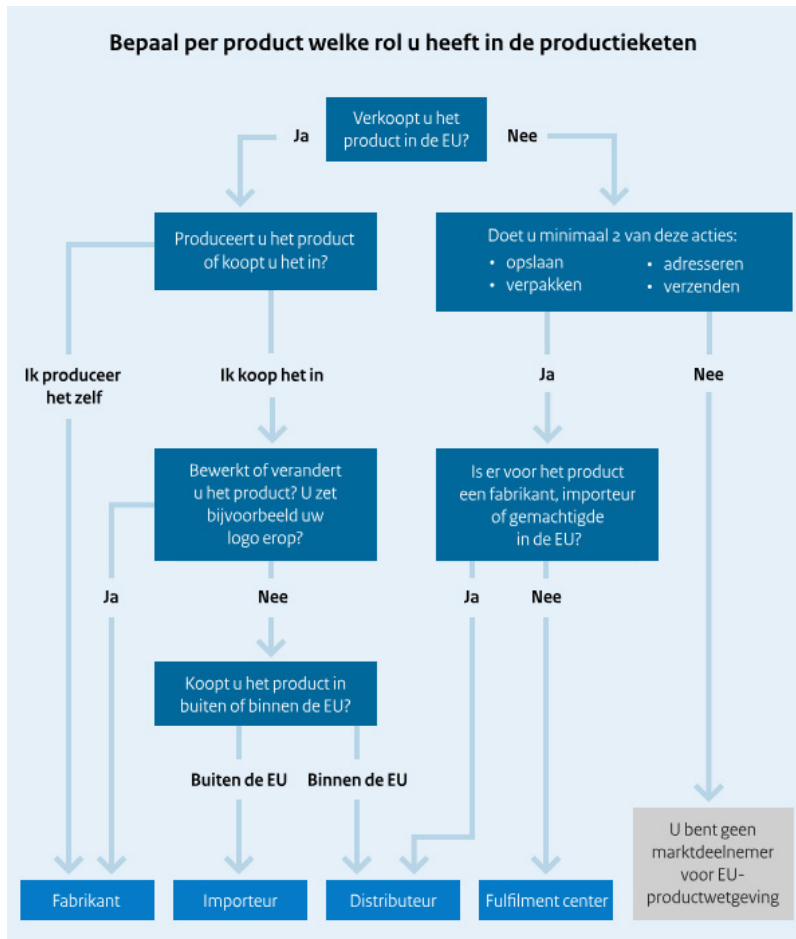 Bepaal per product welke rol u heeft in de productieketen
Verkoopt u het
product in de EU?
Ja
Nee
Produceert u het product
of koopt u het in?
Doet u minimaal 2 van deze acties:
• opslaan
• adresseren
• verpakken
• verzenden
Ik produceer
het zelf
Ik koop het in
Ja
Nee
Bewerkt of verandert
u het product? U zet
bijvoorbeeld uw
logo erop?
Is er voor het product
een fabrikant, importeur
of gemachtigde
in de EU?
Ja
Nee
Ja
Nee
Koopt u het product in
buiten of binnen de EU?
Buiten de EU
Binnen de EU
U bent geen
marktdeelnemer
voor EU-
productwetgeving
Fabrikant
Importeur
Distributeur
Fulfilment center